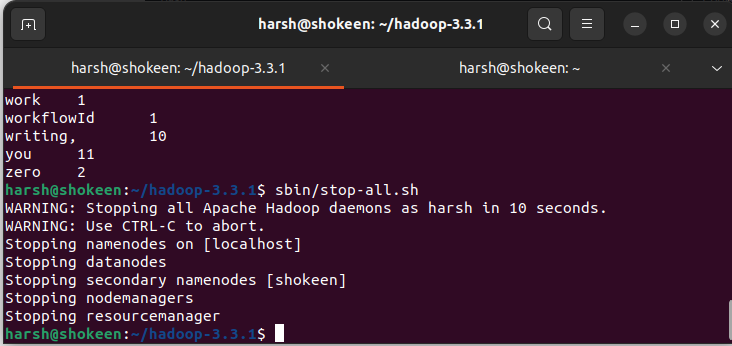 harsh@shokeen: ~/hadoop-3.3.1
harsh@shokeen: ~/hadoop-3.3.1
harsh@shokeen: ~
work    1
workflowId      1
writing,        10
you     11
zero    2
harsh@shokeen:~/hadoop-3.3.1$ sbin/stop-all.sh
WARNING: Stopping all Apache Hadoop daemons as harsh in 10 seconds.
WARNING: Use CTRL-C to abort.
Stopping namenodes on [localhost]
Stopping datanodes
Stopping secondary namenodes [shokeen]
Stopping nodemanagers
Stopping resourcemanager
harsh@shokeen:~/hadoop-3.3.1$